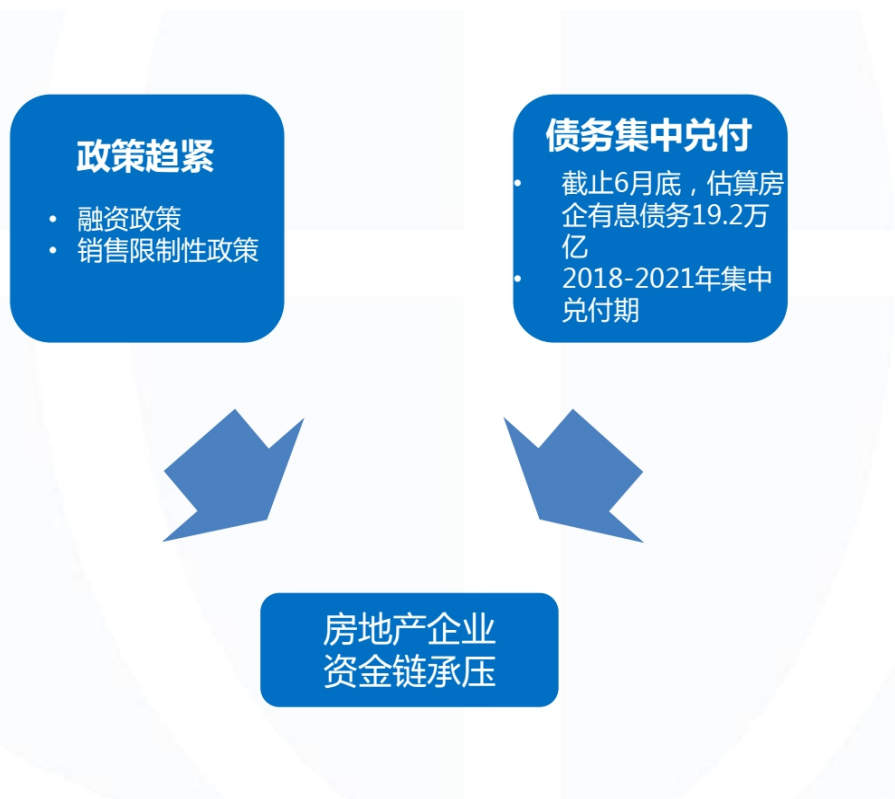 政策趋紧
• 融资政策
• 销售限制性政策
债务集中兑付
• 截止6月底，估算房
企有息债务19.2万
亿
• 2018-2021年集中
兑付期
房地产企业
资金链承压